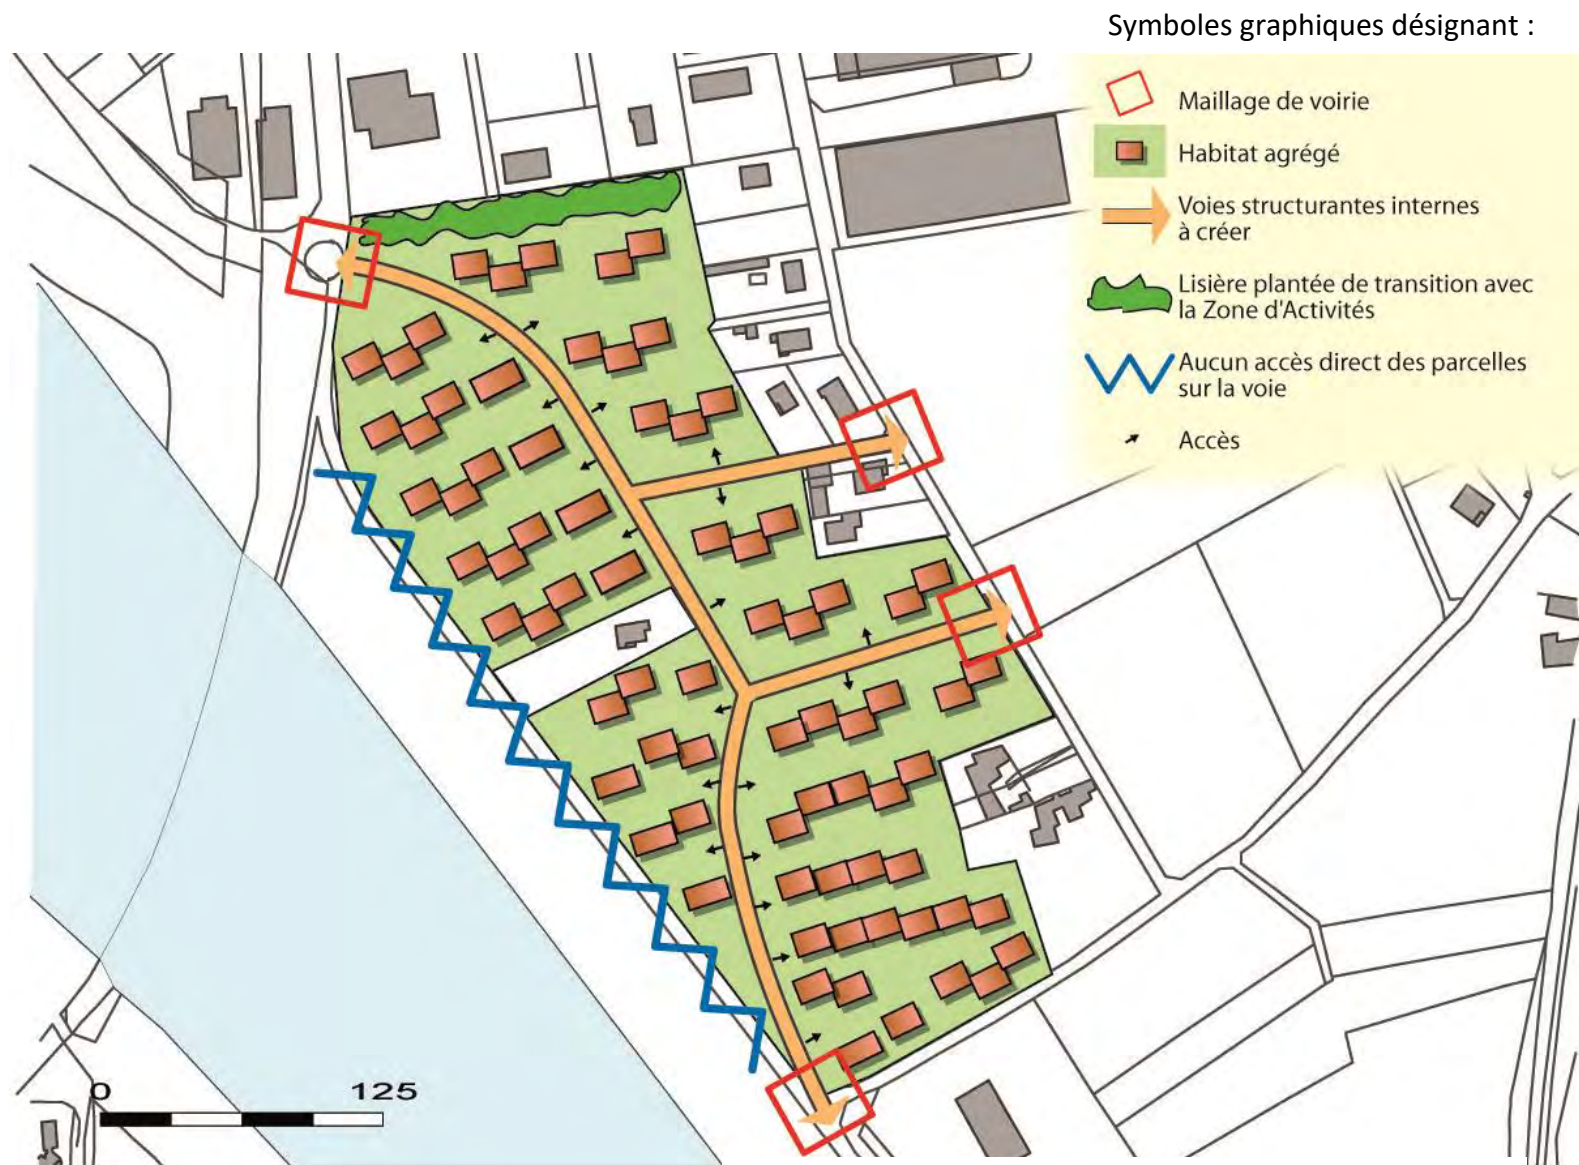 Symboles graphiques désignant :
Maillage de voirie
Habitat agrégé
Voies structurantes internes
à créer
Lisière plantée de transition avec
la Zone d'Activités
Aucun accès direct des parcelles
sur la voie
Accès
0 125